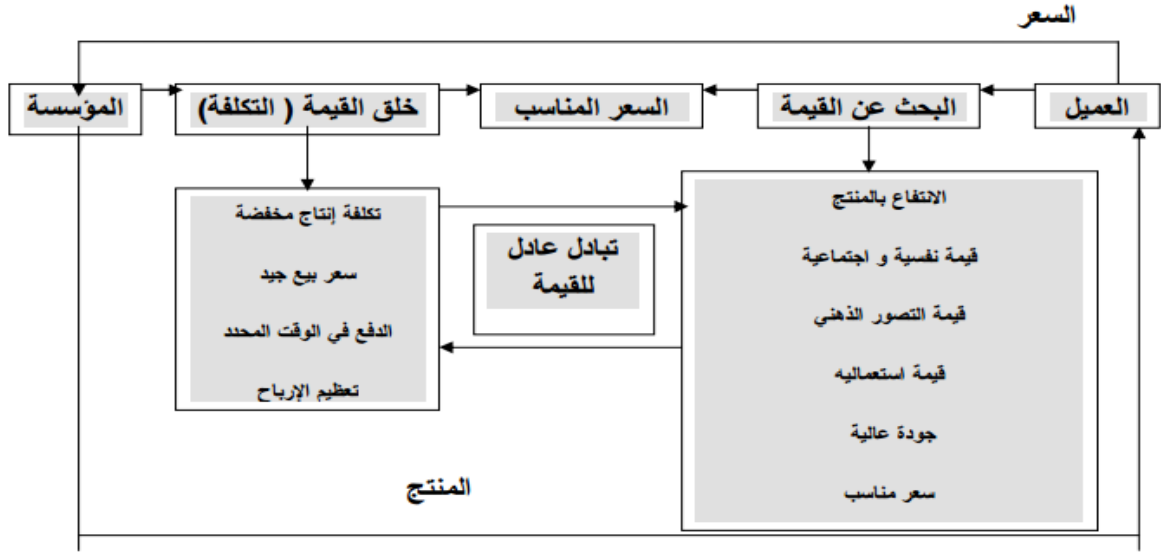 السعر
العميل
البحث عن القيمة
السعر المناسب
خلق القيمة ( التكلفة)
المؤسسة
الانتفاع بالمنتج
قيمة نفسية و اجتماعية
قيمة التصور الذهني
قيمة استعماليه
جودة عالية
سعر مناسب
تبادل عادل
للقيمة
تكلفة إنتاج مخفضة
سعر بيع جيد
الدفع في الوقت المحدد
تعظيم الإرباح
المنتج